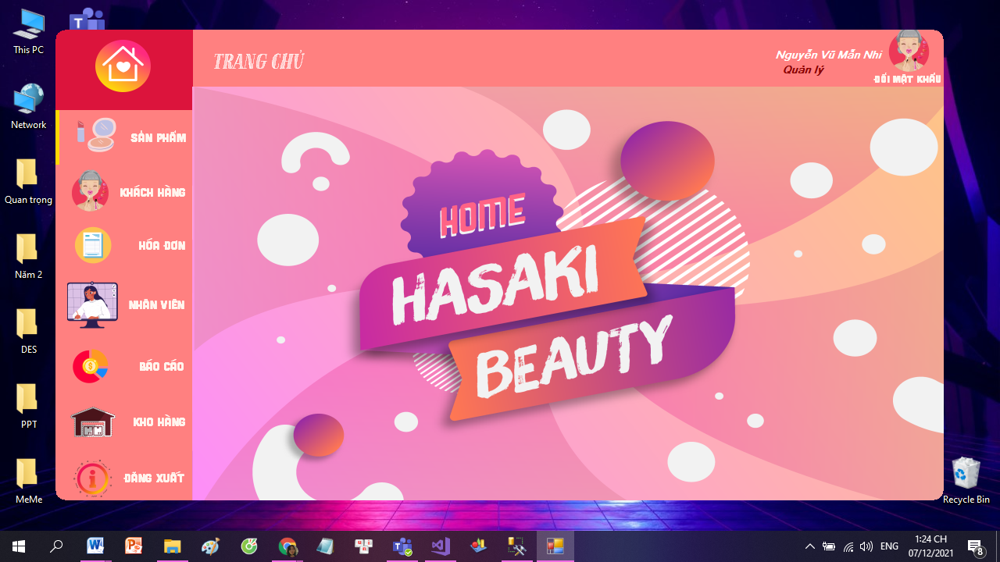 This PC
Network
Quan trọng
Năm 2
DES
PPT
MeMe
TRANG CHỦ
Nguyễn Vũ Mẫn Nhi
Quản lý
ĐỔI MẬT KHẨU
SẢN PHẨM
KHÁCH HÀNG
HÓA ĐƠN
NHÂN VIÊN
BÁO CÁO
KHO HÀNG
ĐĂNG XUẤT
HOME
HASAKI
BEAUTY
Recycle Bin
ENG
1:24 CH
07/12/2021
8